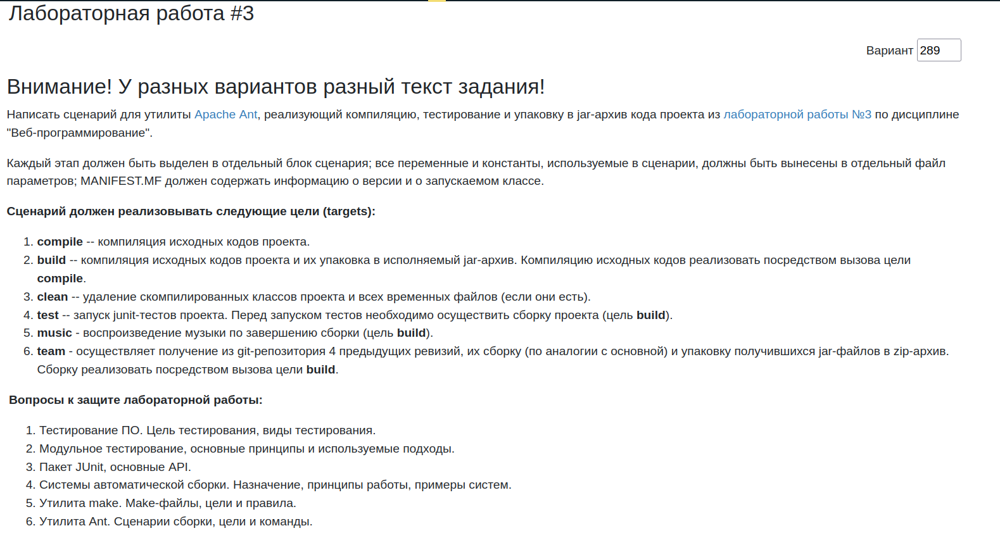 Лабораторная работа #3
Вариант 289
Внимание! У разных вариантов разный текст задания!
Написать сценарий для утилиты Apache Ant, реализующий компиляцию, тестирование и упаковку в jar-архив кода проекта из лабораторной работы №3 по дисциплине
"Веб-программирование".
Каждый этап должен быть выделен в отдельный блок сценария; все переменные и константы, используемые в сценарии, должны быть вынесены в отдельный файл
параметров; MANIFEST.MF должен содержать информацию о версии и о запускаемом классе.
Сценарий должен реализовывать следующие цели (targets):
1. compile -- компиляция исходных кодов проекта.
2. build -- компиляция исходных кодов проекта и их упаковка в исполняемый jar-архив. Компиляцию исходных кодов реализовать посредством вызова цели
compile.
3. clean -- удаление скомпилированных классов проекта и всех временных файлов (если они есть).
4. test -- запуск junit-тестов проекта. Перед запуском тестов необходимо осуществить сборку проекта (цель build).
5. music - воспроизведение музыки по завершению сборки (цель build).
6. team - осуществляет получение из git-репозитория 4 предыдущих ревизий, их сборку (по аналогии с основной) и упаковку получившихся jar-файлов в zip-архив.
Сборку реализовать посредством вызова цели build.
Вопросы к защите лабораторной работы:
1. Тестирование ПО. Цель тестирования, виды тестирования.
2. Модульное тестирование, основные принципы и используемые подходы.
3. Пакет JUnit, основные API.
4. Системы автоматической сборки. Назначение, принципы работы, примеры систем.
5. Утилита make. Make-файлы, цели и правила.
6. Утилита Ant. Сценарии сборки, цели и команды.